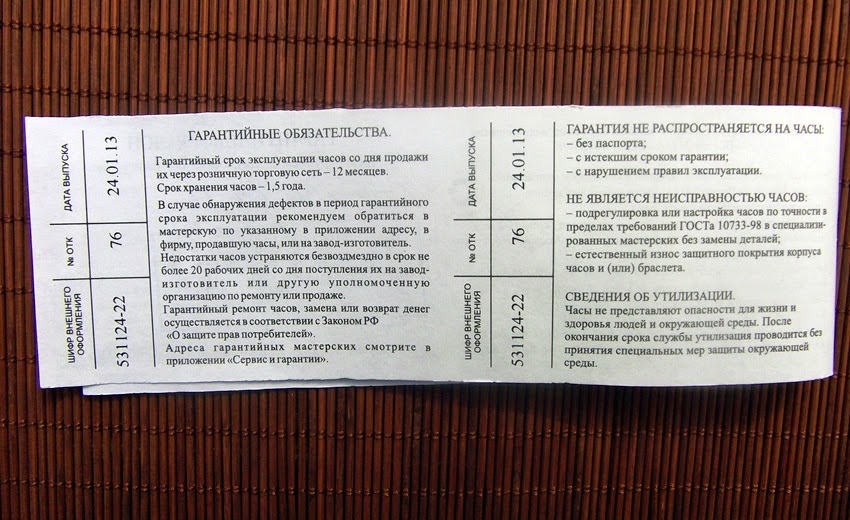 ДАТА ВЫПУСКА
24.01.13
№ ОТК
76
ШИФР ВНЕШНЕГО
ОФОРМЛЕНИЯ
531124-22
ГАРАНТИЙНЫЕ ОБЯЗАТЕЛЬСТВА.
Гарантийный срок эксплуатации часов со дня продажи
их через розничную торговую сеть – 12 месяцев.
Срок хранения часов – 1,5 года.
В случае обнаружения дефектов в период гарантийного
срока эксплуатации рекомендуем обратиться в
мастерскую по указанному в приложении адресу, в
фирму, продавшую часы, или на завод-изготовитель.
Недостатки часов устраняются безвозмездно в срок не
более 20 рабочих дней со дня поступления их на завод-
изготовитель или другую уполномоченную
организацию по ремонту или продаже.
Гарантийный ремонт часов, замена или возврат денег
осуществляется в соответствии с Законом РФ
«О защите прав потребителей».
Адреса гарантийных мастерских смотрите в
приложении «Сервис и гарантии».
ДАТА ВЫПУСКА
24.01.13
№ ОТК
76
ШИФР ВНЕШНЕГО
ОФОРМЛЕНИЯ
531124-22
ГАРАНТИЯ НЕ РАСПРОСТРАНЯЕТСЯ НА ЧАСЫ:
– без паспорта;
– с истекшим сроком гарантии;
– с нарушением правил эксплуатации.
НЕ ЯВЛЯЕТСЯ НЕИСПРАВНОСТЬЮ ЧАСОВ:
– подрегулировка или настройка часов по точности в
пределах требований ГОСТа 10733-98 в специализи-
рованных мастерских без замены деталей;
– естественный износ защитного покрытия корпуса
часов и (или) браслета.
СВЕДЕНИЯ ОБ УТИЛИЗАЦИИ.
Часы не представляют опасности для жизни и
здоровья людей и окружающей среды. После
окончания срока службы утилизация проводится без
принятия специальных мер защиты окружающей
среды.